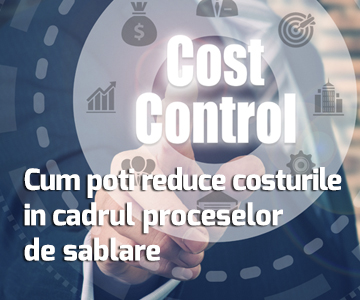 Cost
Control
Cum poti reduce costurile
in cadrul proceselor
de sablare